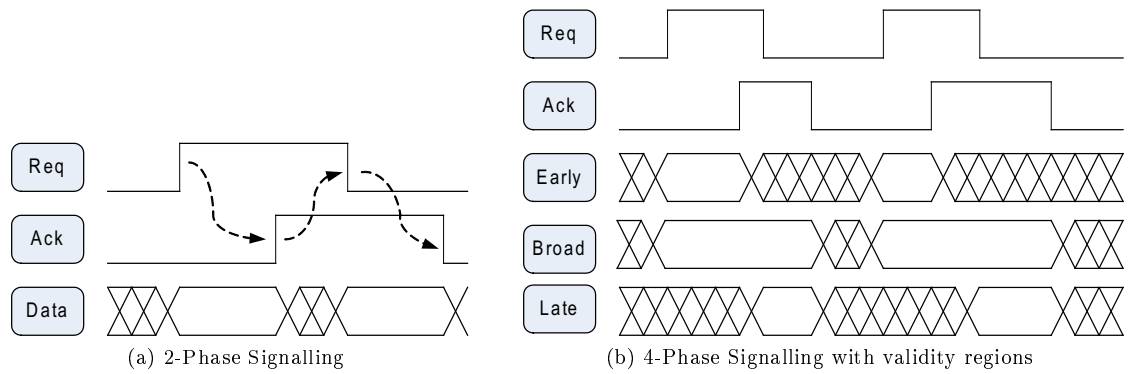 Req
Ack
Data
(a) 2-Phase Signalling
Req
Ack
Early
Broad
Late
(b) 4-Phase Signalling with validity regions